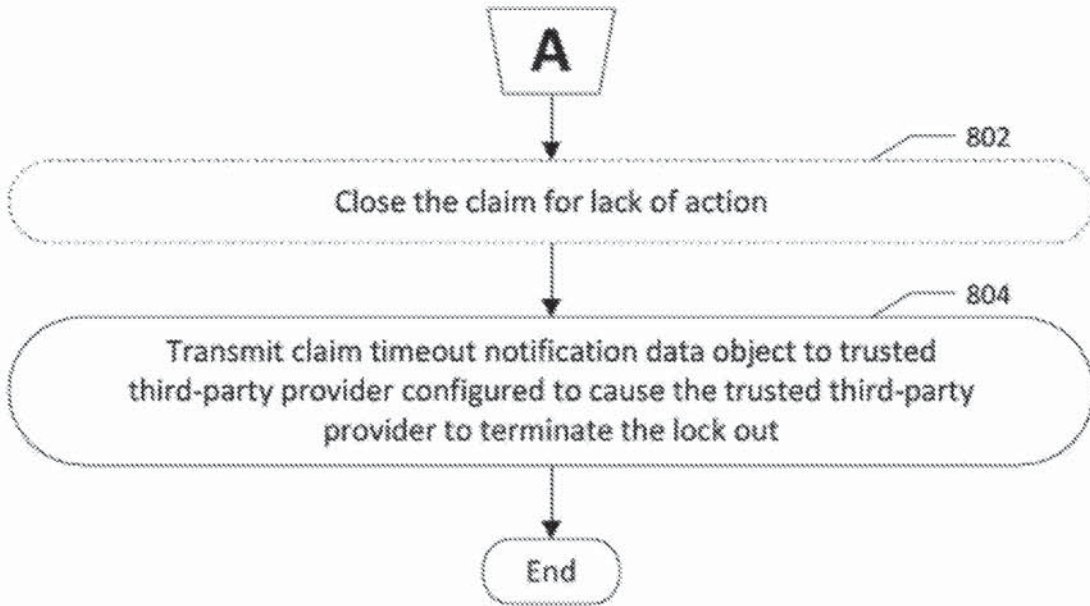 A
802
Close the claim for lack of action
804
Transmit claim timeout notification data object to trusted
third-party provider configured to cause the trusted third-party
provider to terminate the lock out
End